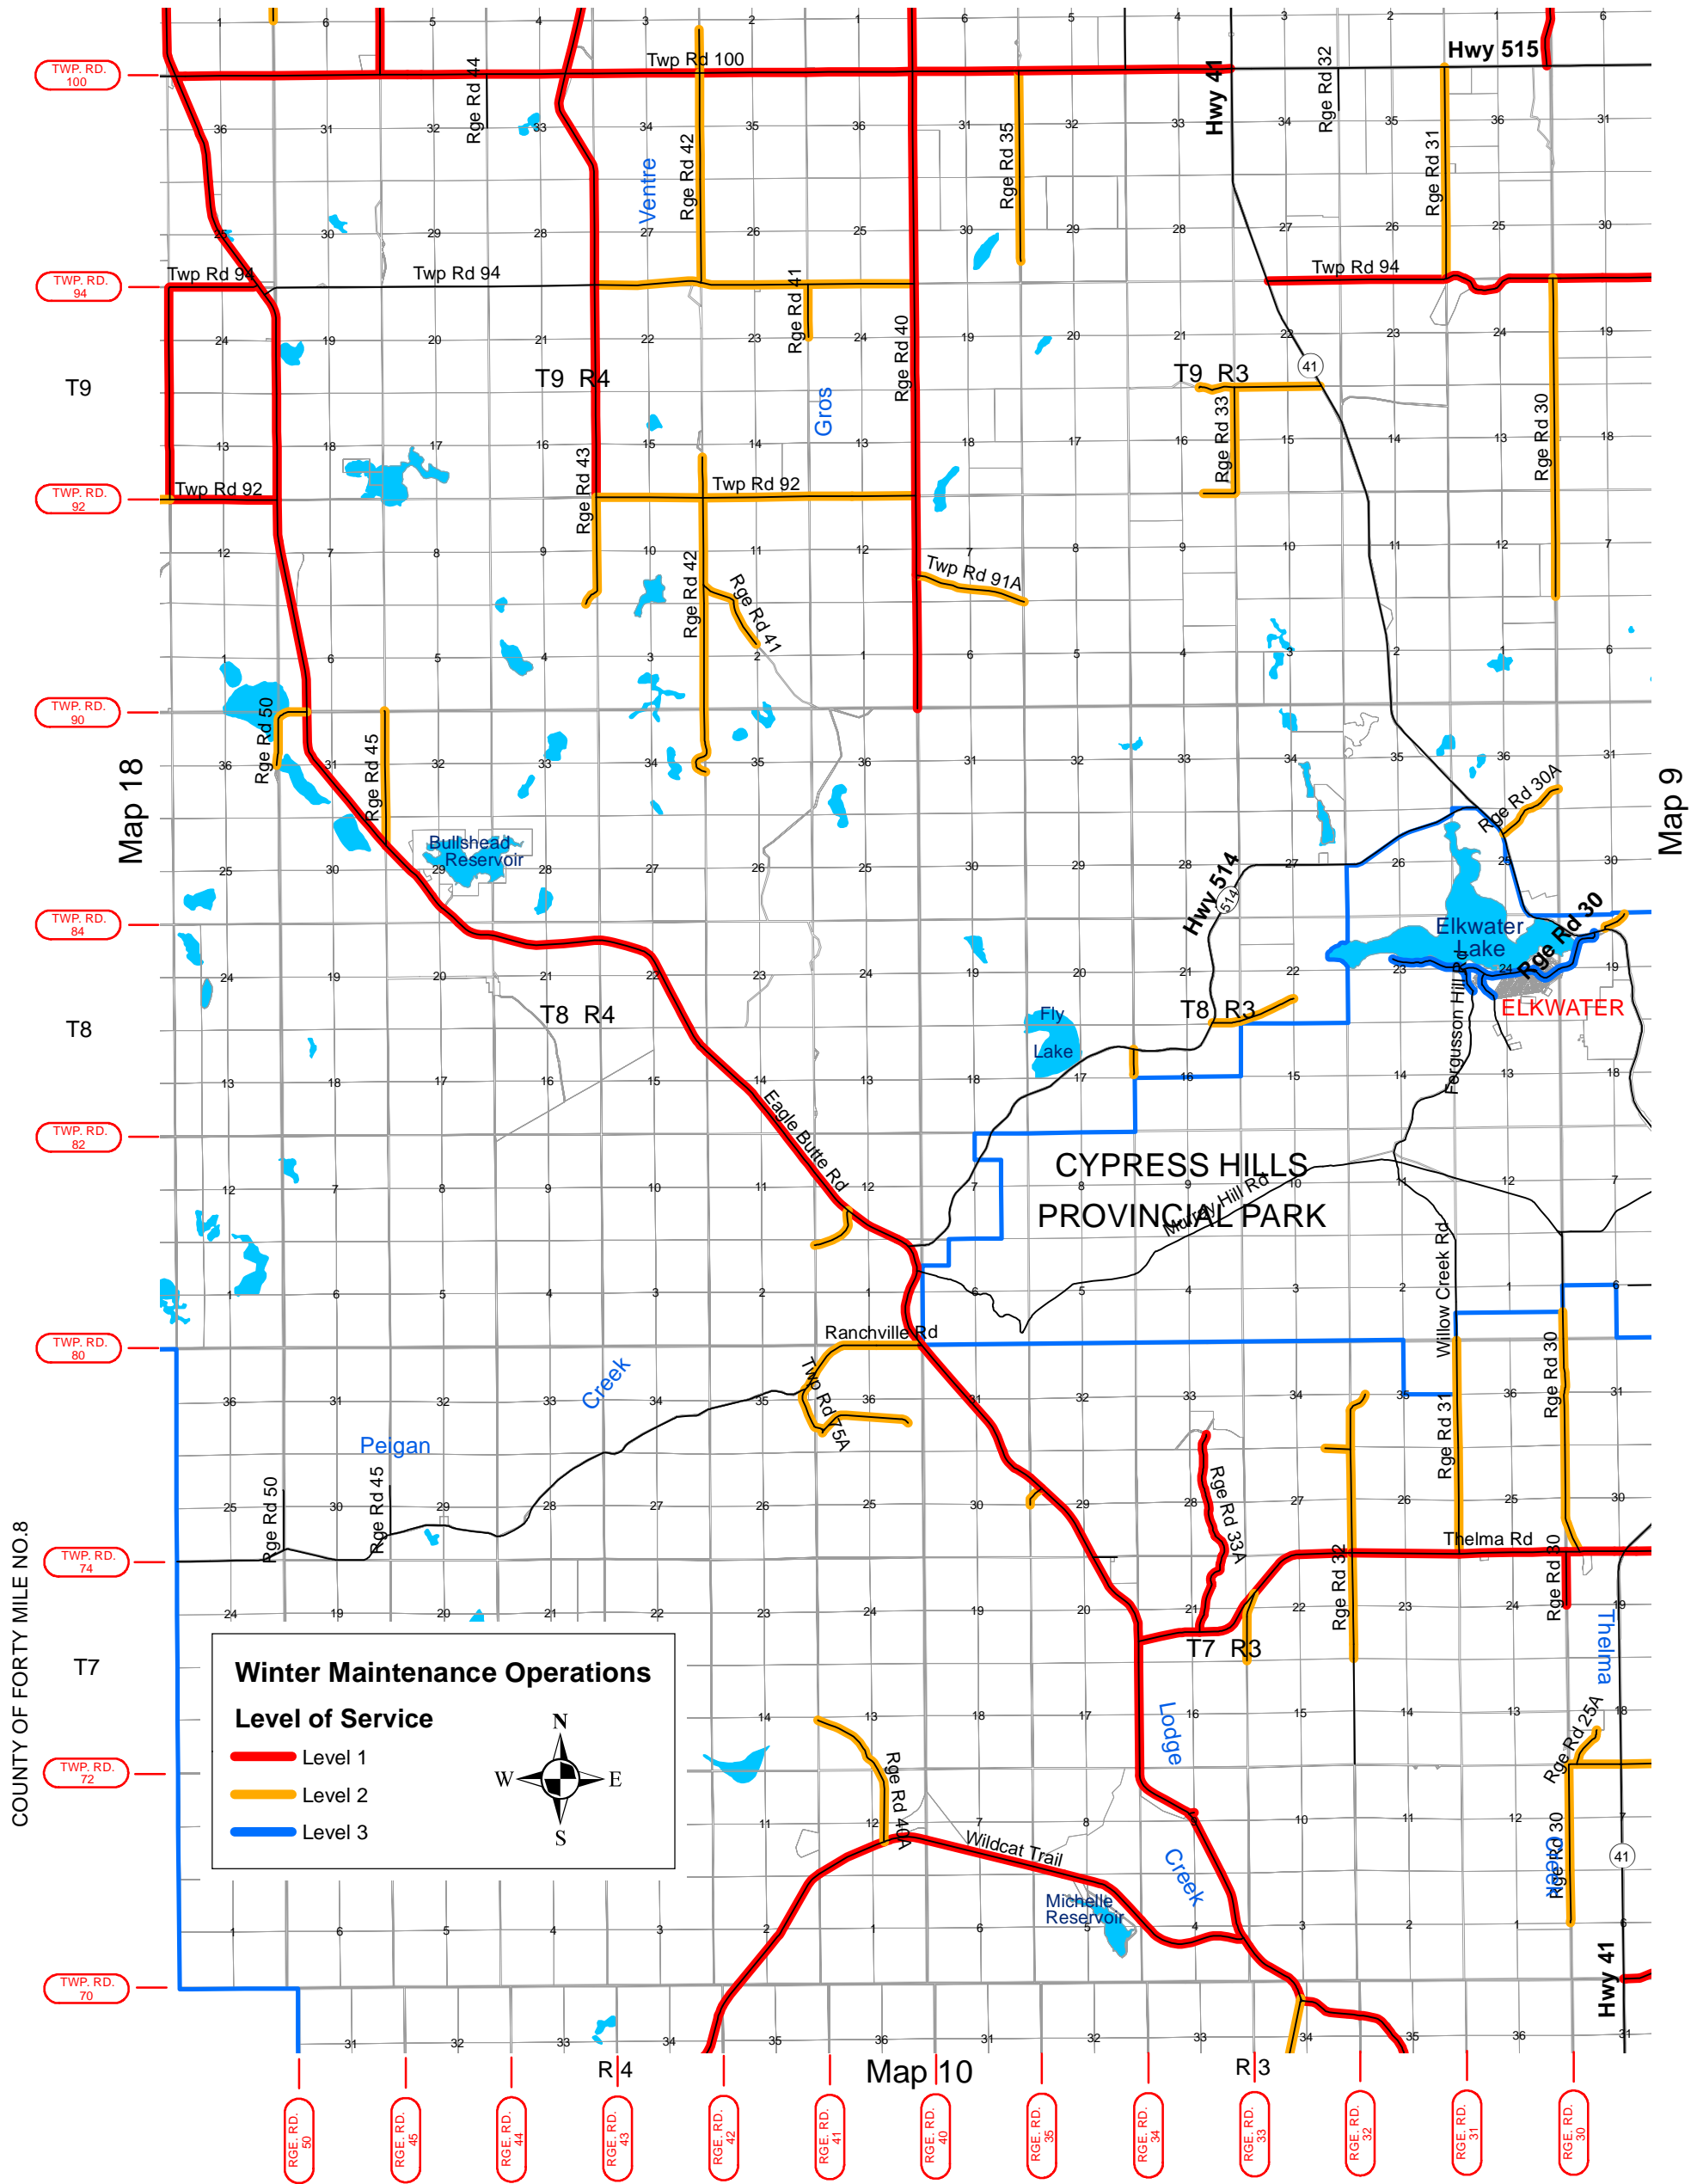 Hwy 515
Twp Rd 100
TWP. RD.
100
Rge Rd 44
Hwy 41
Rge Rd 32
Rge Rd 42
Ventre
Rge Rd 35
Rge Rd 31
Twp Rd 94
Twp Rd 94
Twp Rd 94
TWP. RD.
94
Rge Rd 41
Rge Rd 40
T9
T9 R4
T9 R3
41
Gros
Rge Rd 33
Rge Rd 30
Rge Rd 43
Twp Rd 92
Twp Rd 92
TWP. RD.
92
Rge Rd 42
Rge Rd 41
Twp Rd 91A
TWP. RD.
90
Rge Rd 50
Rge Rd 45
Map 18
Map 9
Rge Rd 30A
Bullshead
Reservoir
Hwy 514
514
TWP. RD.
84
Elkwater
Lake
Rge Rd 30
Fergusson Hill Rd
ELKWATER
T8
T8 R4
T8 R3
Fly
Lake
Eagle Butte Rd
TWP. RD.
82
CYPRESS HILLS
PROVINCIAL PARK
Murray Hill Rd
Willow Creek Rd
Ranchville Rd
TWP. RD.
80
Twp Rd 75A
Creek
Peigan
Rge Rd 31
Rge Rd 30
Rge Rd 50
Rge Rd 45
Rge Rd 33A
Thelma Rd
TWP. RD.
74
Rge Rd 32
Rge Rd 30
COUNTY OF FORTY MILE NO.8
T7
T7 R3
Thelma
Winter Maintenance Operations
Level of Service
Level 1
Level 2
Level 3
N
W E
S
Lodge
Rge Rd 25A
TWP. RD.
72
Rge Rd 40A
Wildcat Trail
Creek
Rge Rd 30
Creek
41
Michelle
Reservoir
Hwy 41
TWP. RD.
70
R 4
Map 10
R 3
RGE. RD.
50
RGE. RD.
45
RGE. RD.
44
RGE. RD.
43
RGE. RD.
42
RGE. RD.
41
RGE. RD.
40
RGE. RD.
35
RGE. RD.
34
RGE. RD.
33
RGE. RD.
32
RGE. RD.
31
RGE. RD.
30